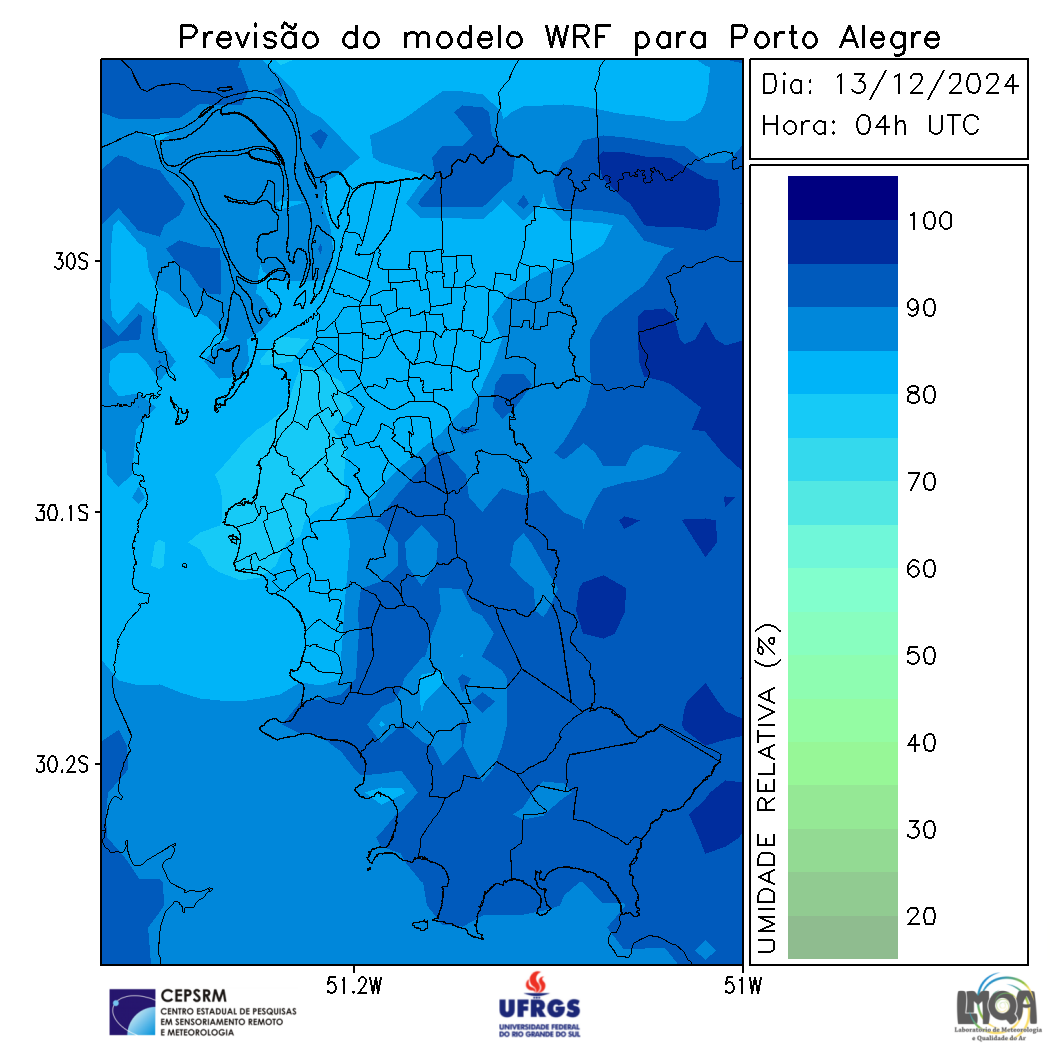 Previsão do modelo WRF para Porto Alegre
Dia: 13/12/2024
Hora: 04h UTC
30S
30.1S
30.2S
51.2W
51W
UMIDADE RELATIVA (%)
100
90
80
70
60
50
40
30
20
CEPSRM
CENTRO ESTADUAL DE PESQUISAS
EM SENSORIAMENTO REMOTO
E METEOROLOGIA
UFRGS
UNIVERSIDADE FEDERAL
DO RIO GRANDE DO SUL
LMQA
Laboratório de Meteorologia
e Qualidade do Ar